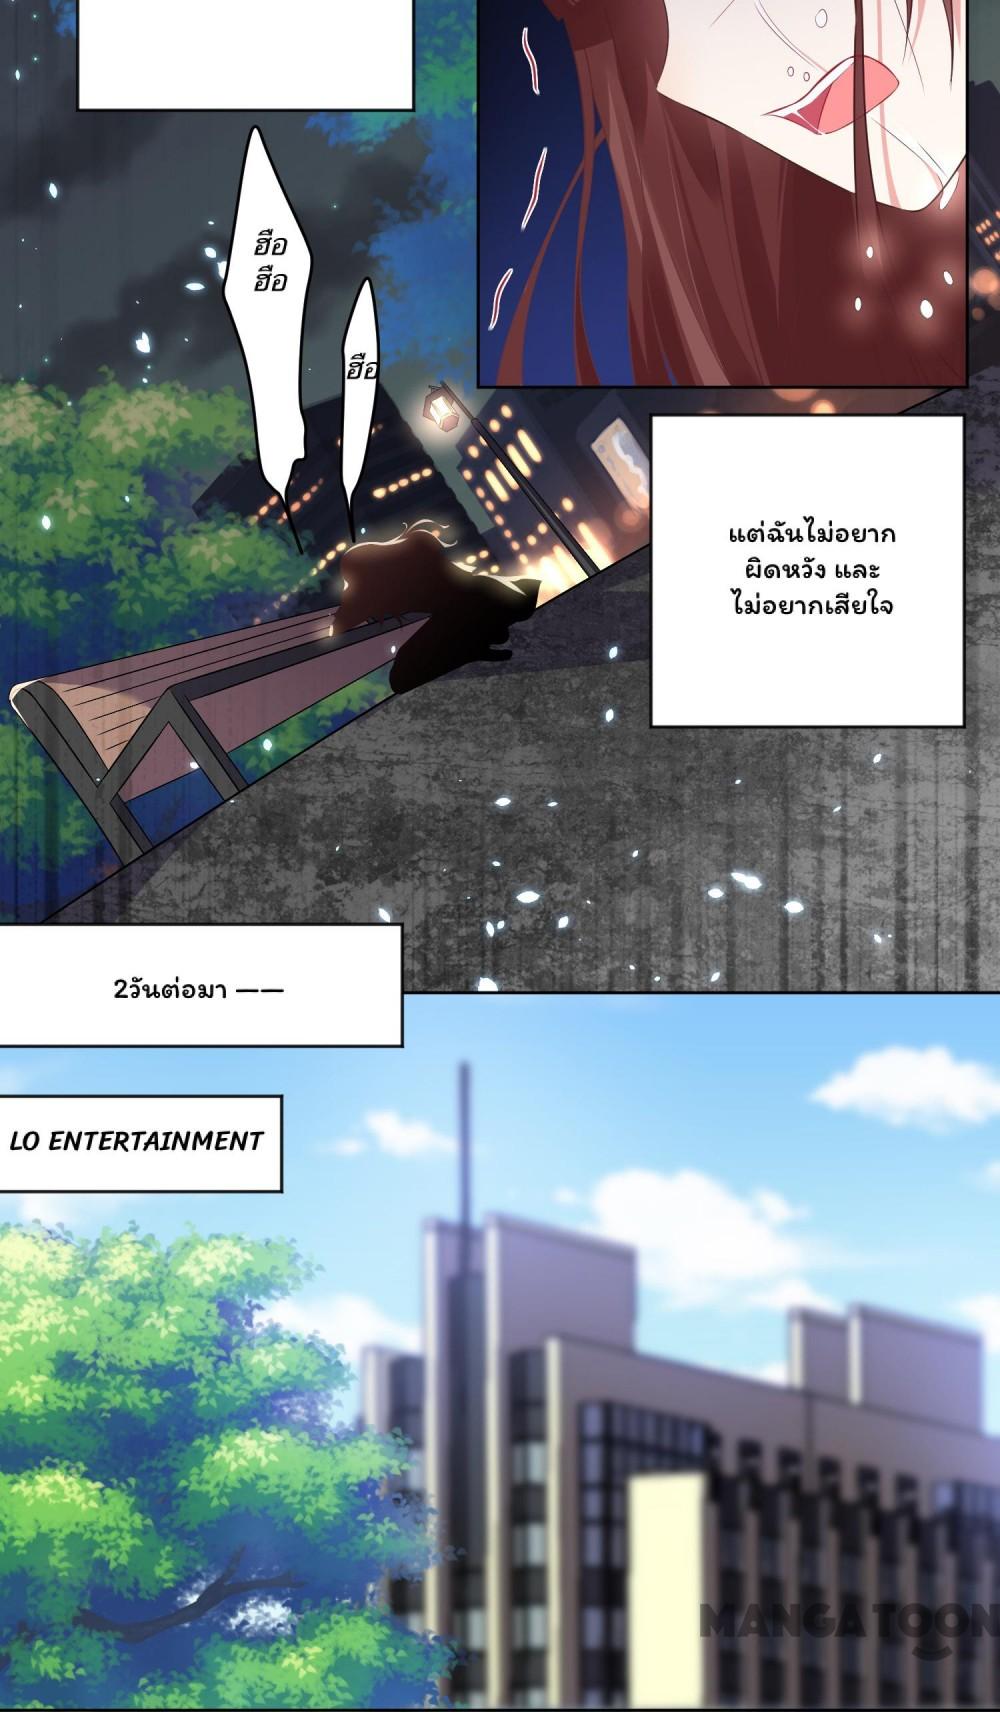 ฮือ
ฮือ
ฮือ
แต่ฉันไม่อยาก
ผิดหวัง และ
ไม่อยากเสียใจ
2วันต่อมา ——
LO ENTERTAINMENT
MANGATOON